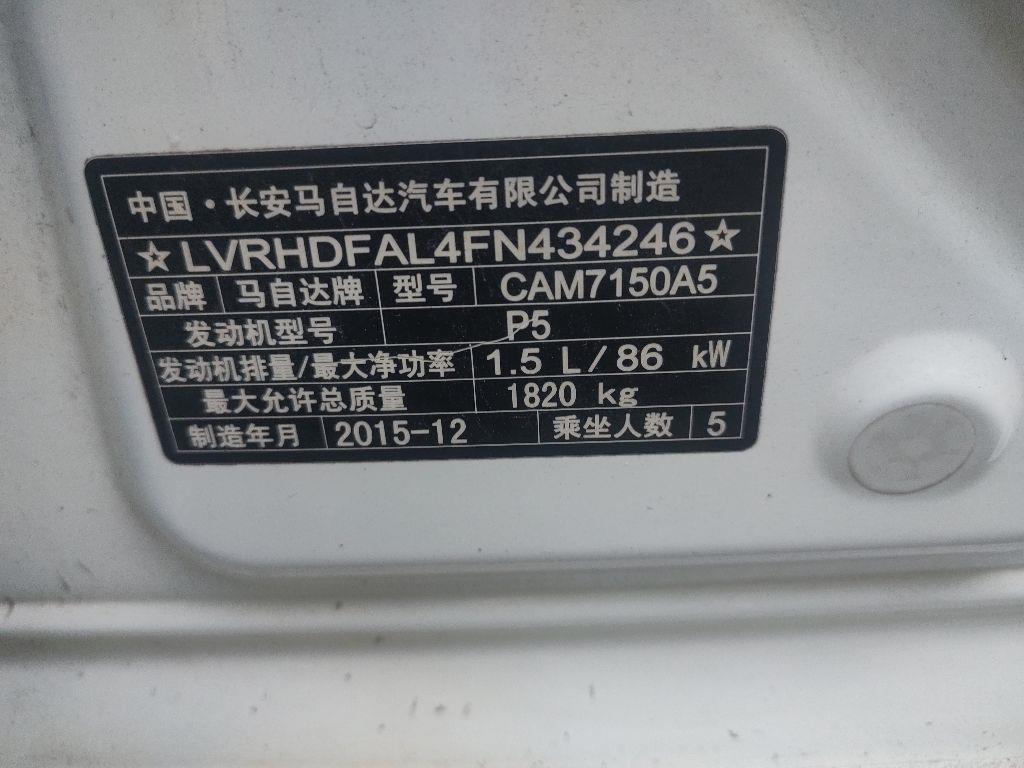 中国·长安马自达汽车有限公司制造
☆LVRHDFAL4FN434246☆
品牌 马自达牌 型号 CAM7150A5
发动机型号 P5
发动机排量/最大净功率 1.5 L/86 kW
最大允许总质量 1820 kg
制造年月 2015-12 乘坐人数 5